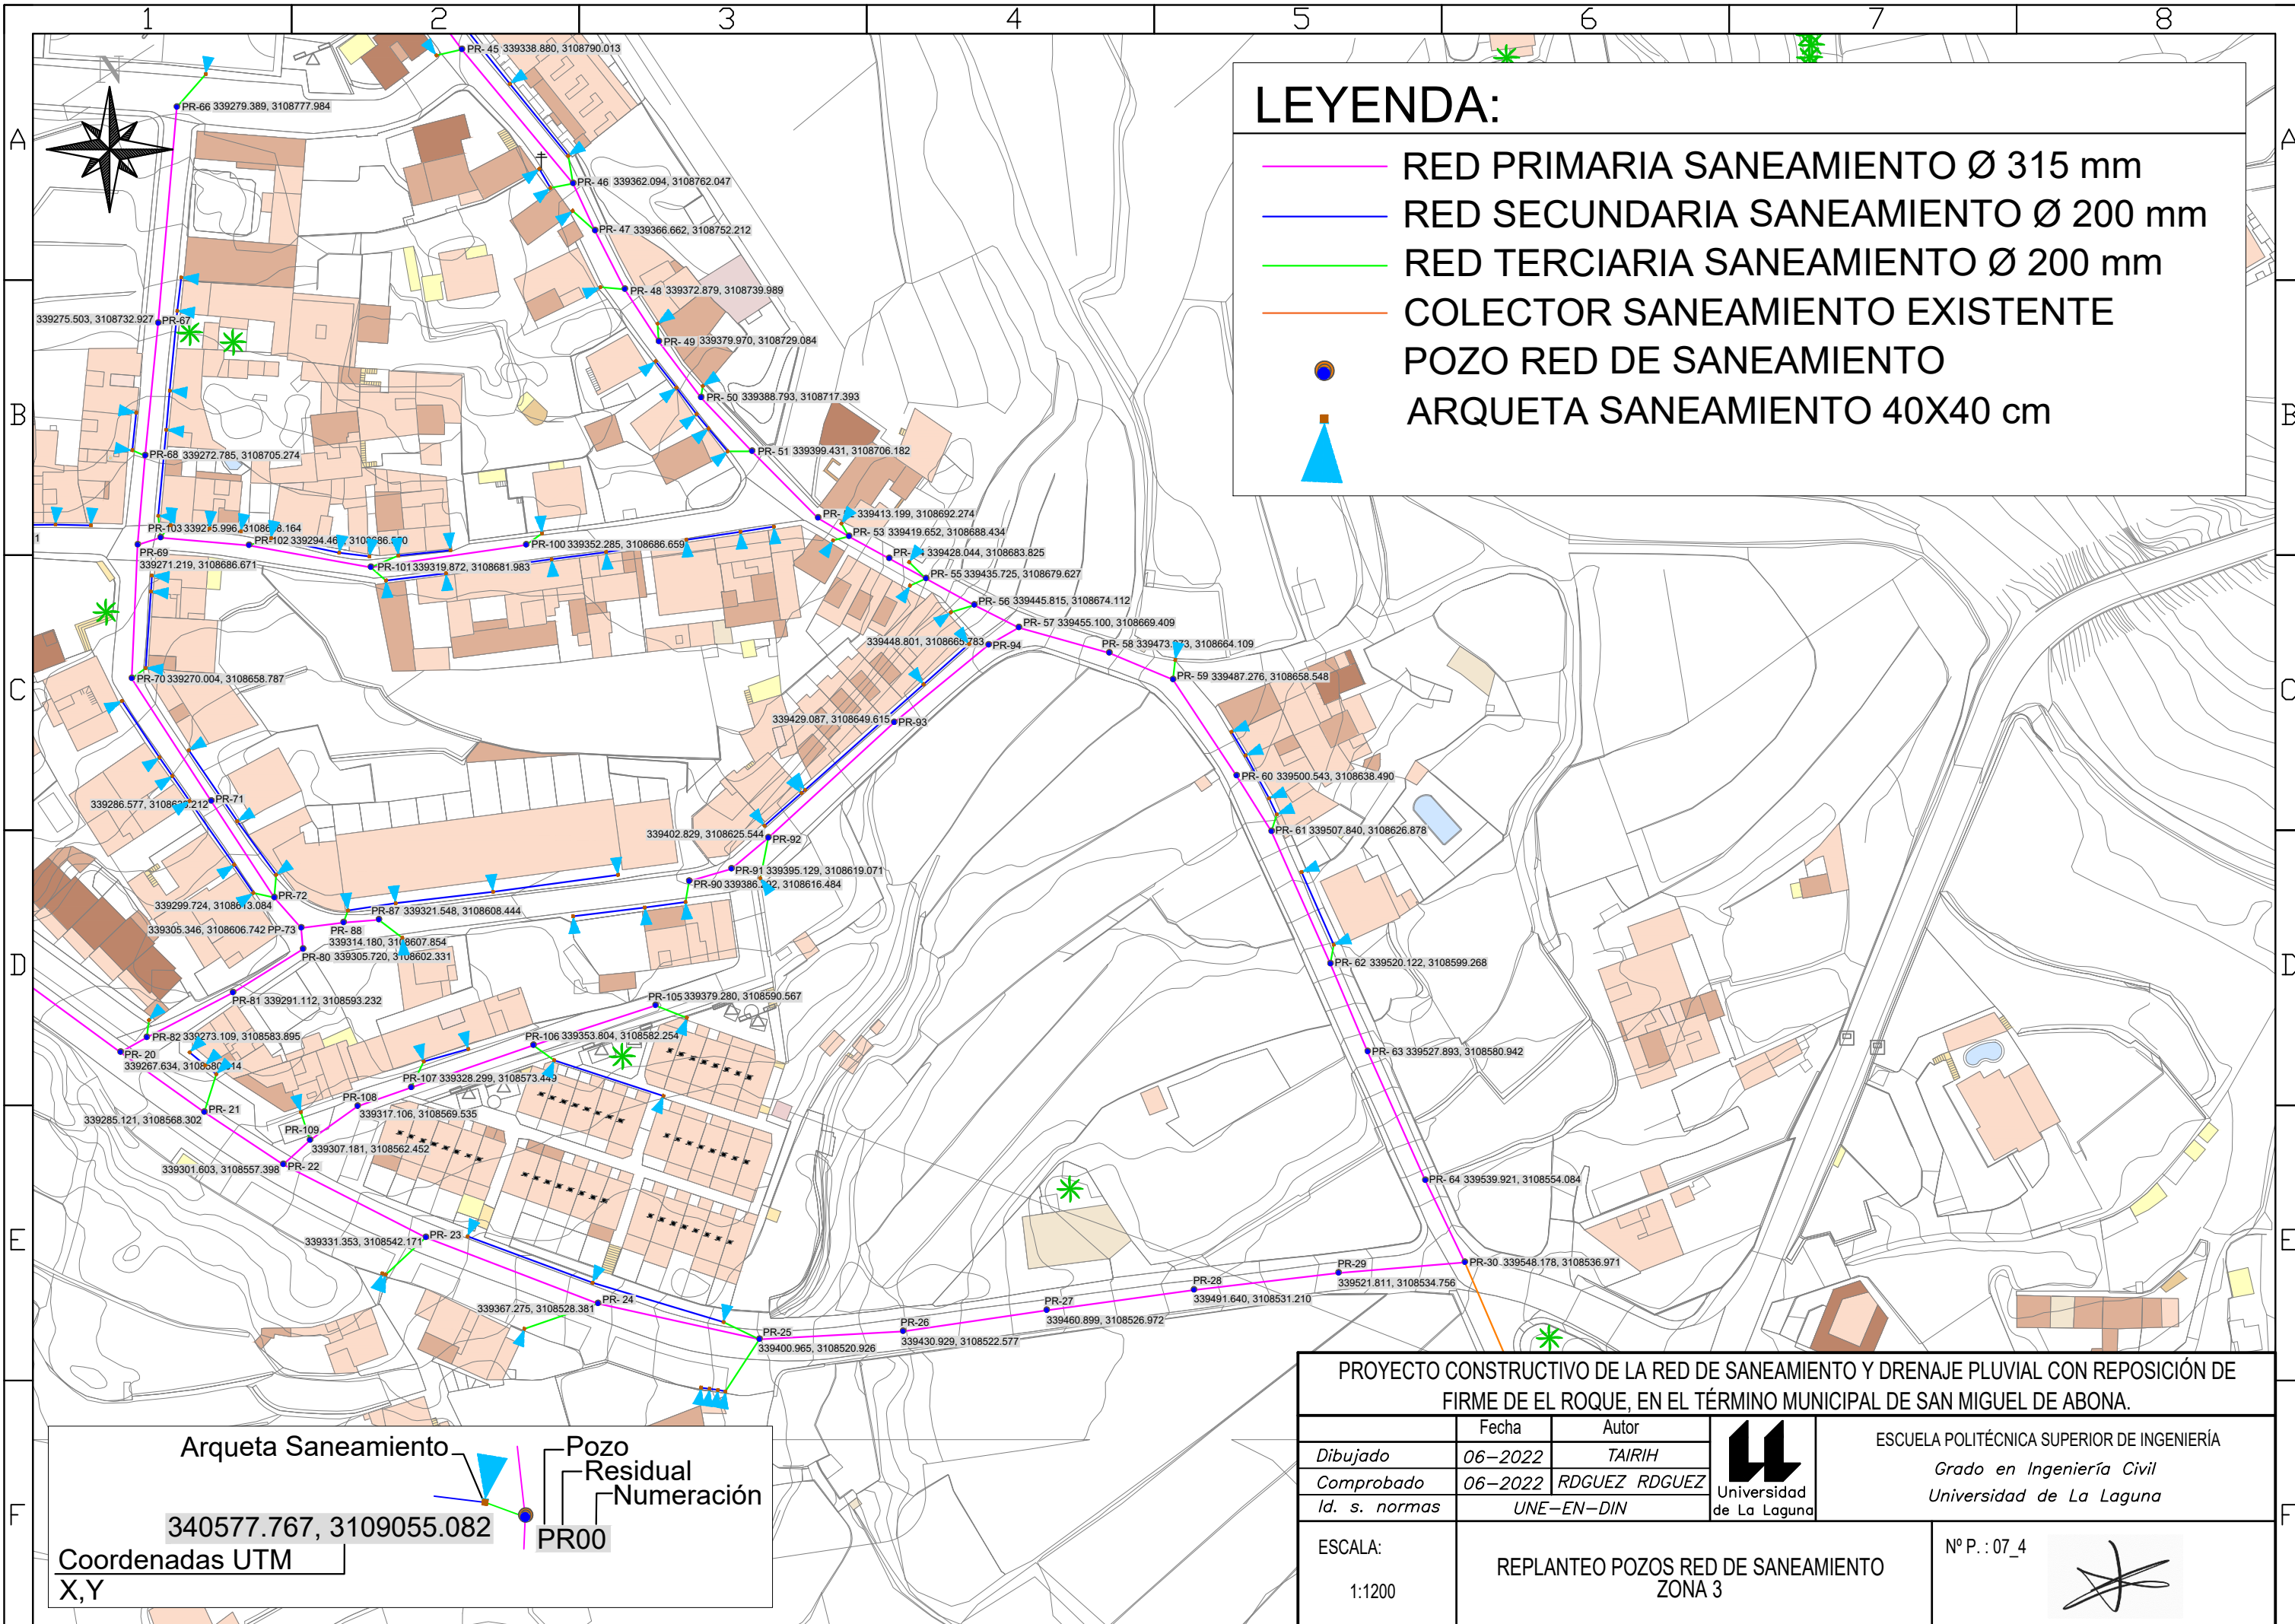 1 2 3 4 5 6 7 8
A A
B B
C C
D D
E E
F F
N
LEYENDA:
RED PRIMARIA SANEAMIENTO Ø 315 mm
RED SECUNDARIA SANEAMIENTO Ø 200 mm
RED TERCIARIA SANEAMIENTO Ø 200 mm
COLECTOR SANEAMIENTO EXISTENTE
POZO RED DE SANEAMIENTO
ARQUETA SANEAMIENTO 40X40 cm
PR- 45 339338.880, 3108790.013
PR-66 339279.389, 3108777.984
PR- 46 339362.094, 3108762.047
PR- 47 339366.662, 3108752.212
PR- 48 339372.879, 3108739.989
339275.503, 3108732.927 PR-67
PR- 49 339379.970, 3108729.084
PR- 50 339388.793, 3108717.393
PR- 51 339399.431, 3108706.182
PR-68 339272.785, 3108705.274
339413.199, 3108692.274
PR-103
PR- 53 339419.652, 3108688.434
PR-102
PR-100 339352.285, 3108686.659
339428.044, 3108683.825
PR-69
339271.219, 3108686.671
PR-101 339319.872, 3108681.983
PR- 55 339435.725, 3108679.627
PR- 56 339445.815, 3108674.112
PR- 57 339455.100, 3108669.409
PR-94
PR- 58 3108664.109
PR-70 339270.004, 3108658.787
PR- 59 339487.276, 3108658.548
339429.087, 3108649.615 PR-93
PR- 60 339500.543, 3108638.490
339286.577, PR-71
339402.829, 3108625.544 PR-92
PR- 61 339507.840, 3108626.878
PR-91 339395.129, 3108619.071
PR-90 3108616.484
PR-72
339299.724, 3108613.084
PR-87 339321.548, 3108608.444
339305.346, 3108606.742 PP-73
PR- 88
339314.180, 3108607.854
PR-80 339305.720, 3108602.331
PR- 62 339520.122, 3108599.268
PR-81 339291.112, 3108593.232
PR-105 339379.280, 3108590.567
PR-82 339273.109, 3108583.895
PR-106 339353.804, 3108582.254
PR- 20
339267.634,
PR- 63 339527.893, 3108580.942
PR-107 339328.299, 3108573.449
PR-108
339317.106, 3108569.535
PR- 21
339285.121, 3108568.302
PR-109
339307.181, 3108562.452
339301.603, 3108557.398 PR- 22
PR- 64 339539.921, 3108554.084
PR- 23
339331.353, 3108542.171
PR-30 339548.178, 3108536.971
PR-29
339521.811, 3108534.756
PR-28
339491.640, 3108531.210
PR- 24
339367.275, 3108528.381
PR-27
339460.899, 3108526.972
PR-26
339430.929, 3108522.577
PR-25
339400.965, 3108520.926
Arqueta Saneamiento
Pozo
Residual
Numeración
340577.767, 3109055.082
PR00
Coordenadas UTM
X,Y
PROYECTO CONSTRUCTIVO DE LA RED DE SANEAMIENTO Y DRENAJE PLUVIAL CON REPOSICIÓN DE
FIRME DE EL ROQUE, EN EL TÉRMINO MUNICIPAL DE SAN MIGUEL DE ABONA.
Fecha Autor
Dibujado 06-2022 TAIRIH
Comprobado 06-2022 RDGUEZ RDGUEZ
Id. s. normas UNE-EN-DIN
Universidad
de La Laguna
ESCUELA POLITÉCNICA SUPERIOR DE INGENIERÍA
Grado en Ingeniería Civil
Universidad de La Laguna
ESCALA:
1:1200
REPLANTEO POZOS RED DE SANEAMIENTO
ZONA 3
Nº P. : 07_4